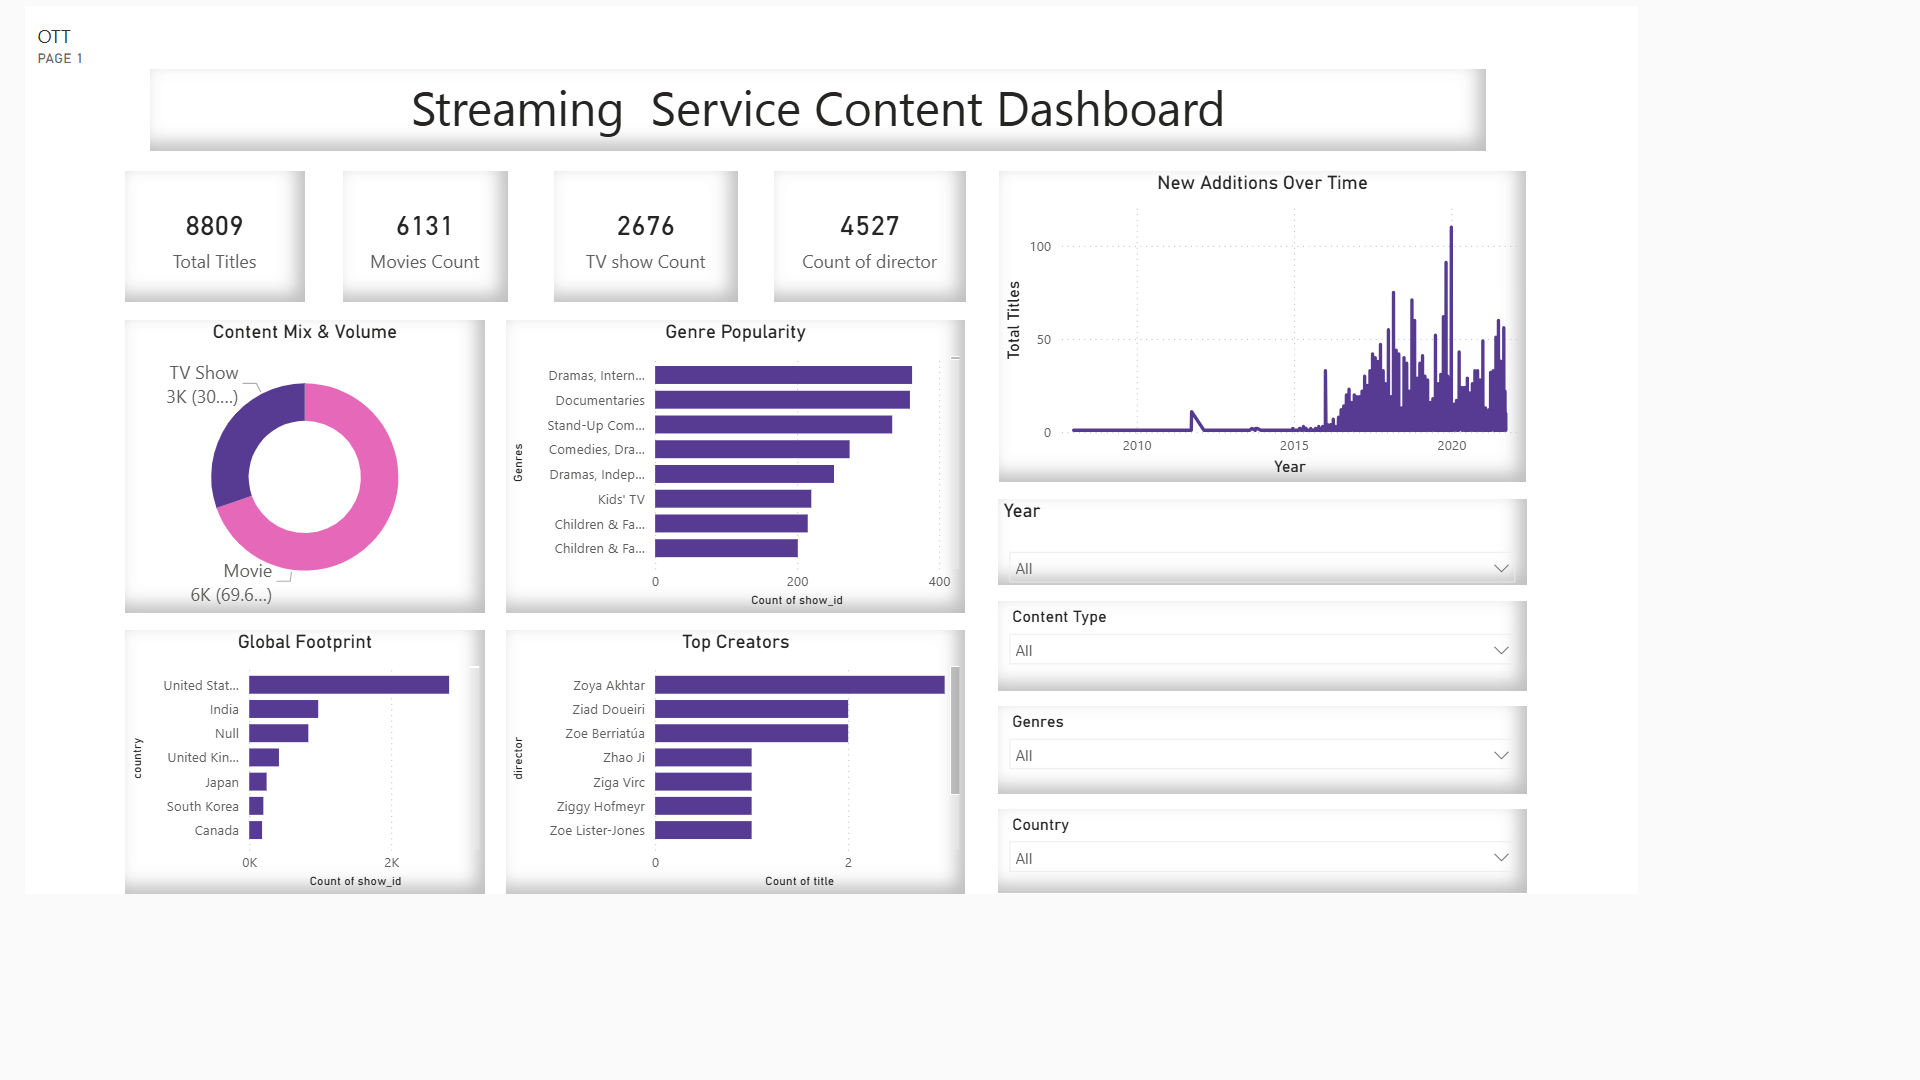 OTT
PAGE 1
Streaming  Service Content Dashboard
8809
Total Titles
6131
Movies Count
2676
TV show Count
4527
Count of director
New Additions Over Time
Total Titles
100
50
0
2010
2015
2020
Year
Content Mix & Volume
TV Show
3K (30....)
Movie
6K (69.6...)
Genre Popularity
Genres
Dramas, Intern...
Documentaries
Stand-Up Com...
Comedies, Dra...
Dramas, Indep...
Kids' TV
Children & Fa...
Children & Fa...
0
200
400
Count of show_id
Year
All
Content Type
All
Genres
All
Country
All
Global Footprint
country
United Stat...
India
Null
United Kin...
Japan
South Korea
Canada
0K
2K
Count of show_id
Top Creators
director
Zoya Akhtar
Ziad Doueiri
Zoe Berriatúa
Zhao Ji
Ziga Virc
Ziggy Hofmeyr
Zoe Lister-Jones
0
2
Count of title